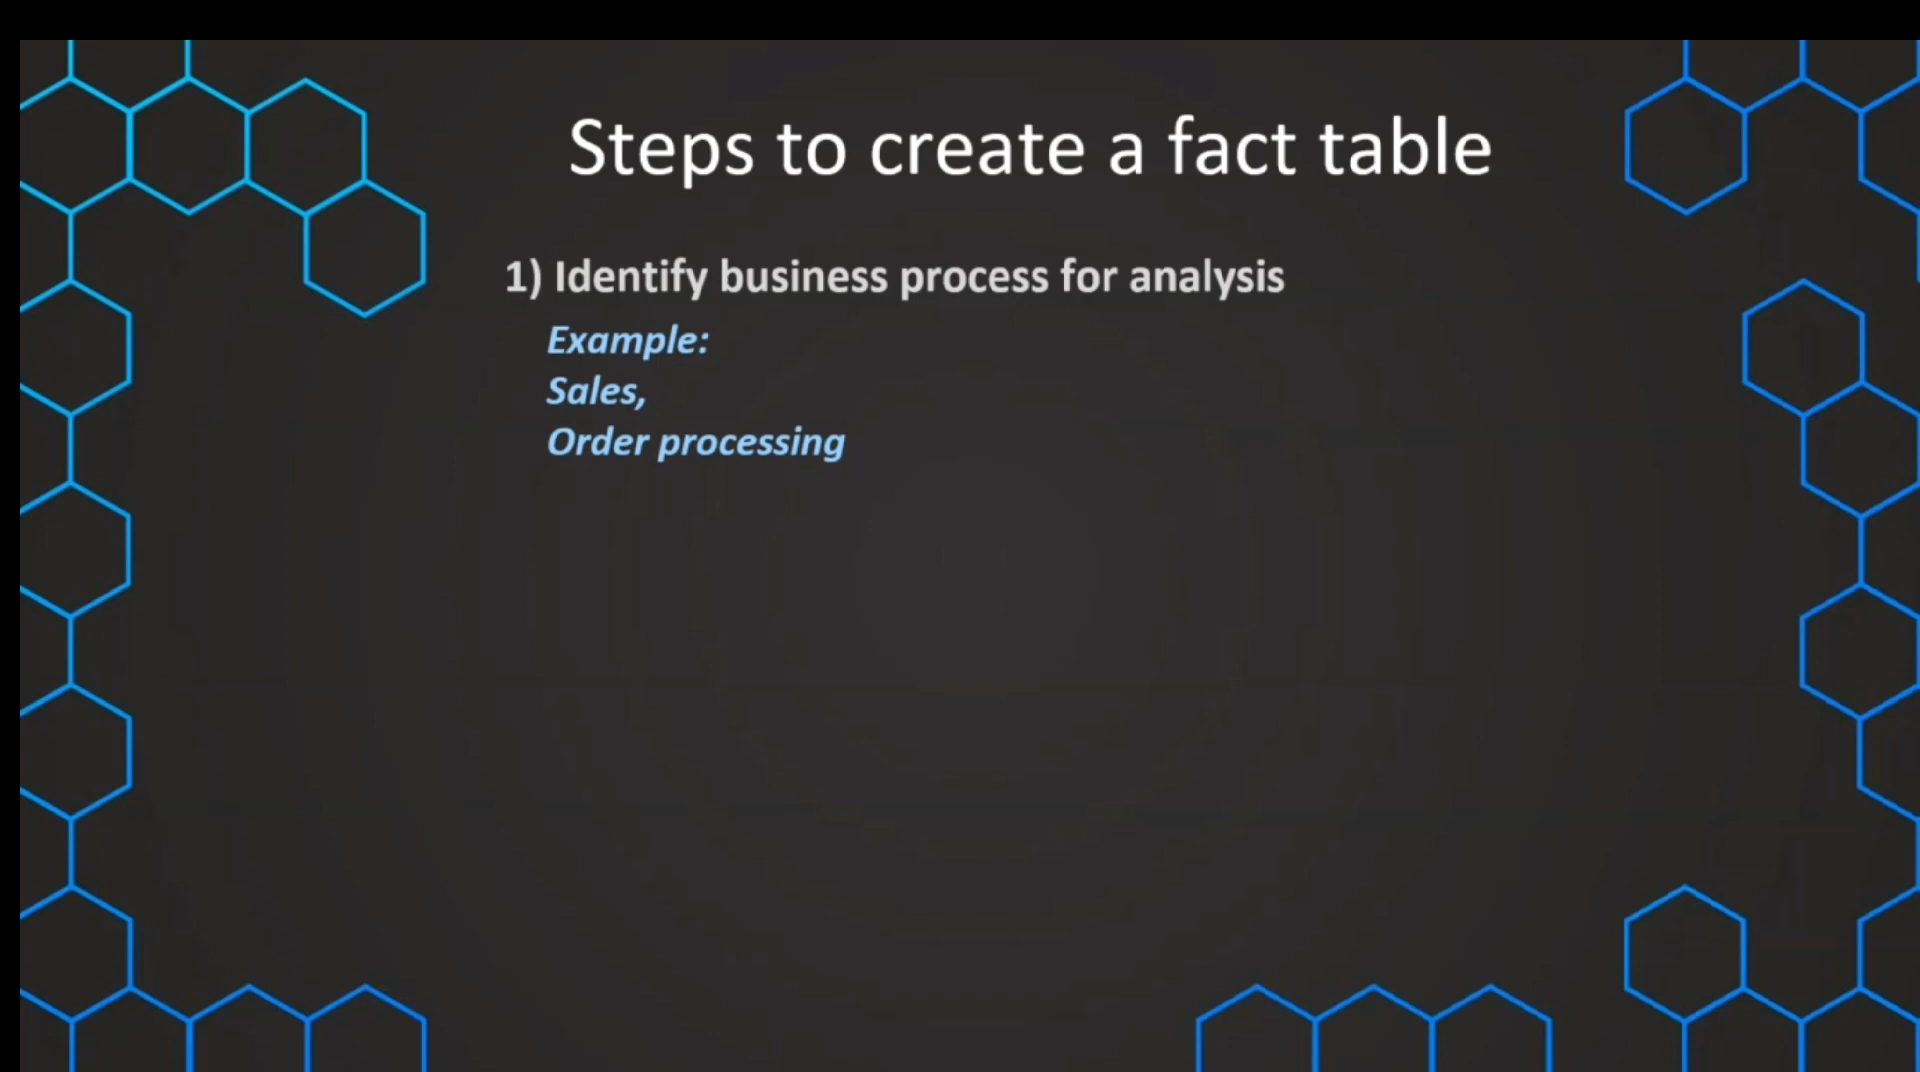 Steps to create a fact table
1) Identify business process for analysis
Example:
Sales,
Order processing